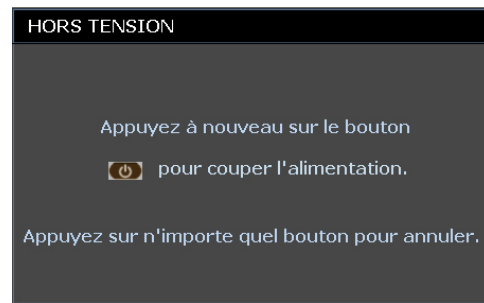 HORS TENSION
Appuyez à nouveau sur le bouton
pour couper l'alimentation.
Appuyez sur n'importe quel bouton pour annuler.